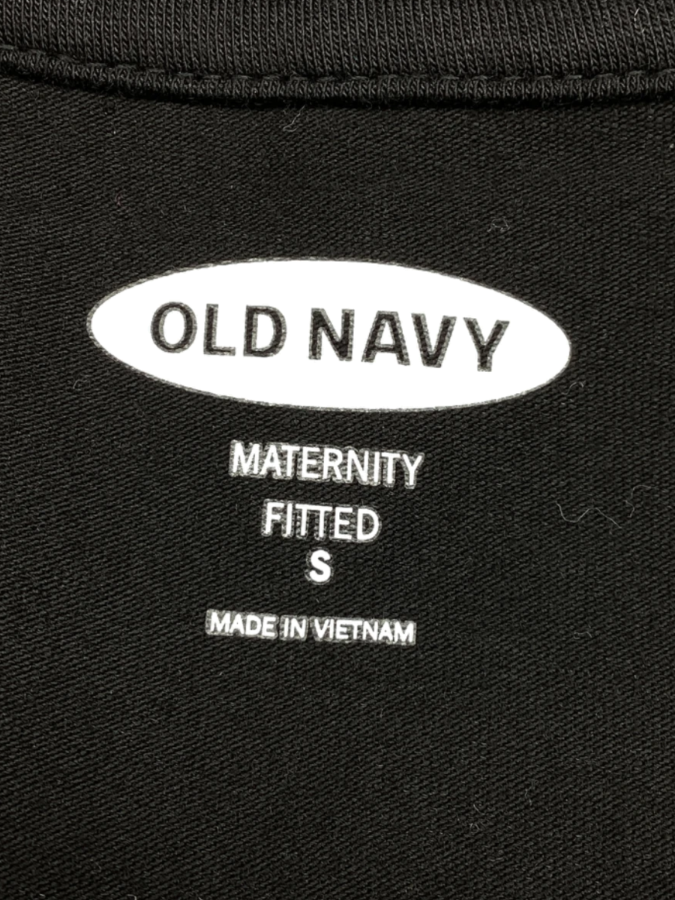 OLD NAVY
MATERNITY
FITTED
S
MADE IN VIETNAM